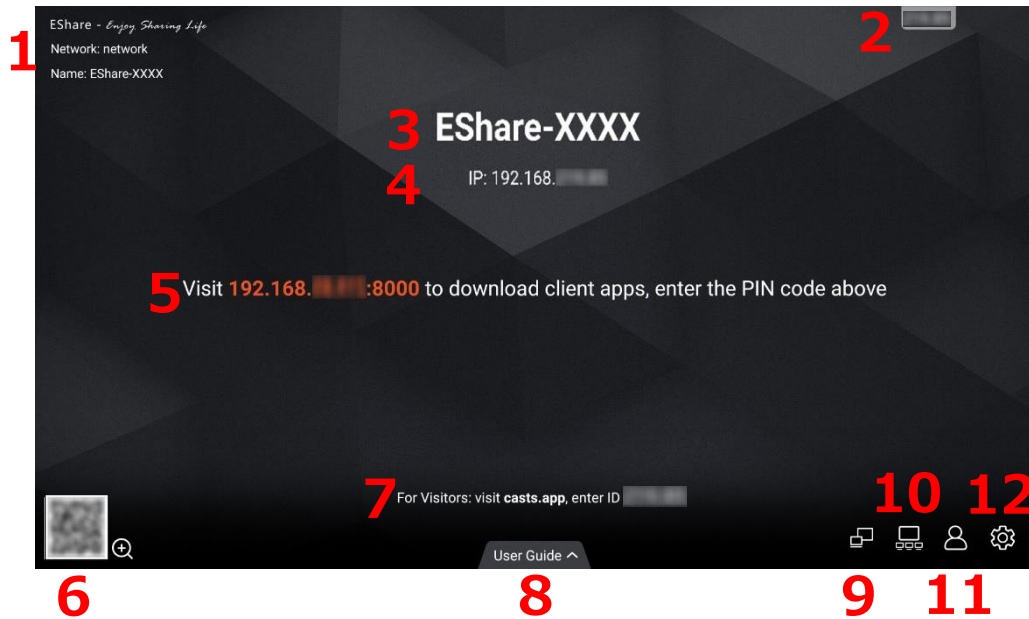 EShare - Enjoy Sharing Life
1
Network: network
Name: EShare-XXXX
2
3
EShare-XXXX
4
IP: 192.168.
5
Visit 192.168. :8000 to download client apps, enter the PIN code above
7
For Visitors: visit casts.app, enter ID
10
12
User Guide
6
8
9
11